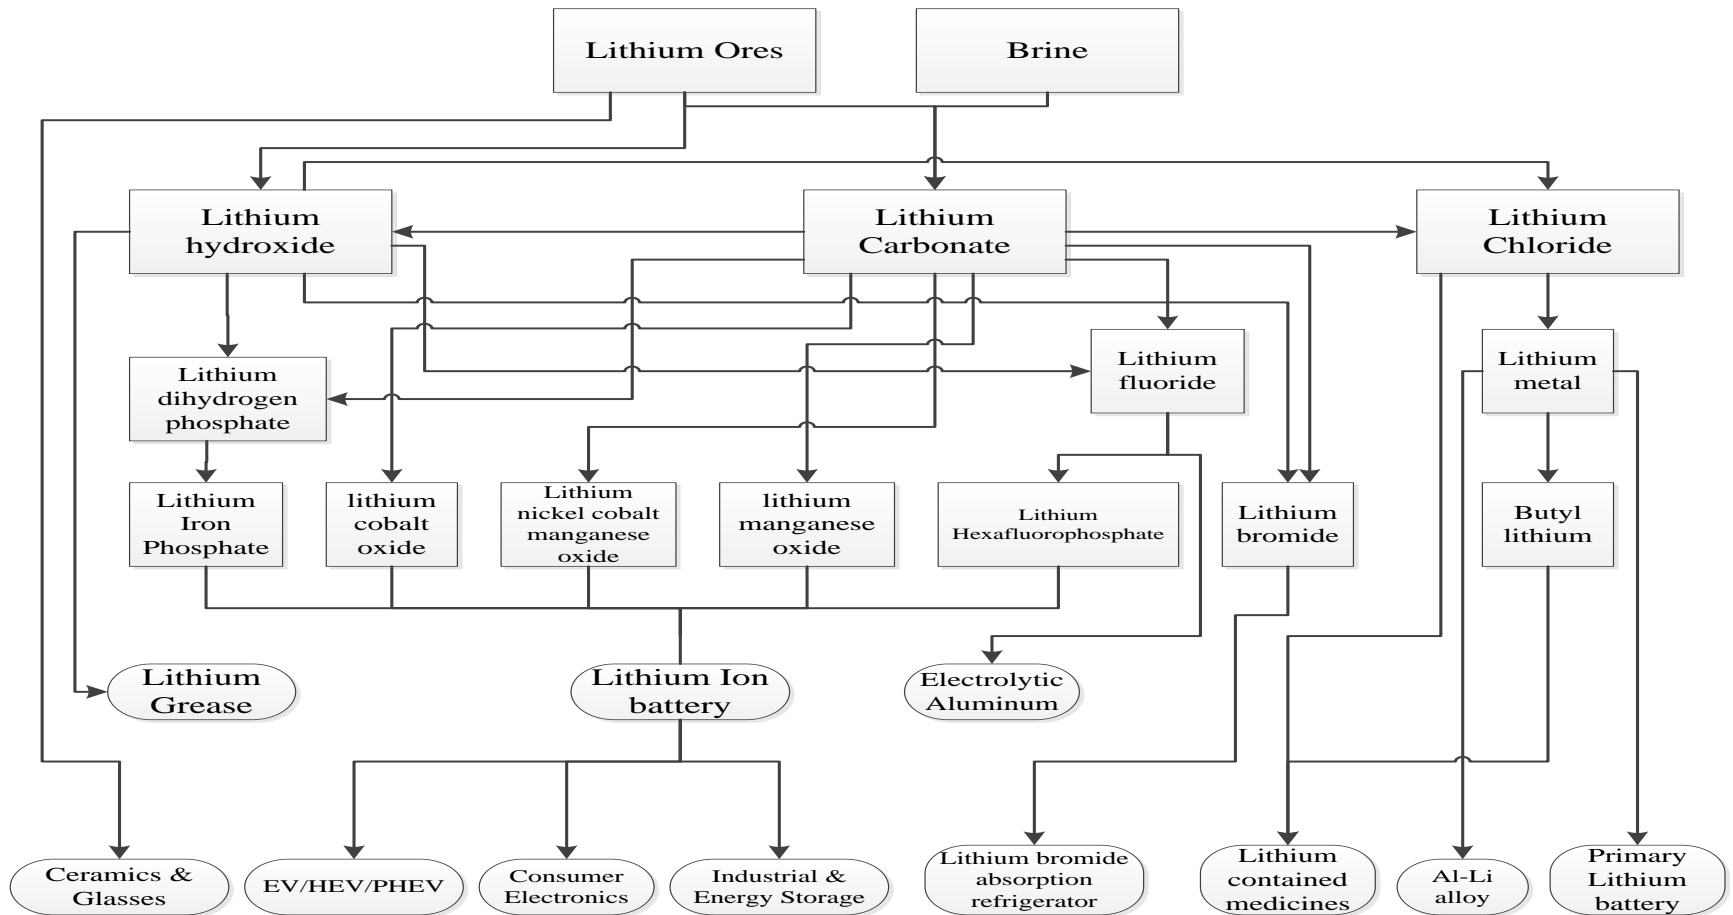 Lithium Ores
Brine
Lithium
hydroxide
Lithium
Carbonate
Lithium
Chloride
Lithium
dihydrogen
phosphate
Lithium
fluoride
Lithium
metal
Lithium
Iron
Phosphate
lithium
cobalt
oxide
Lithium
nickel cobalt
manganese
oxide
lithium
manganese
oxide
Lithium
Hexafluorophosphate
Lithium
bromide
Butyl
lithium
Lithium
Grease
Lithium Ion
battery
Electrolytic
Aluminum
Ceramics &
Glasses
EV/HEV/PHEV
Consumer
Electronics
Industrial &
Energy Storage
Lithium bromide
absorption
refrigerator
Lithium
contained
medicines
Al-Li
alloy
Primary
Lithium
battery